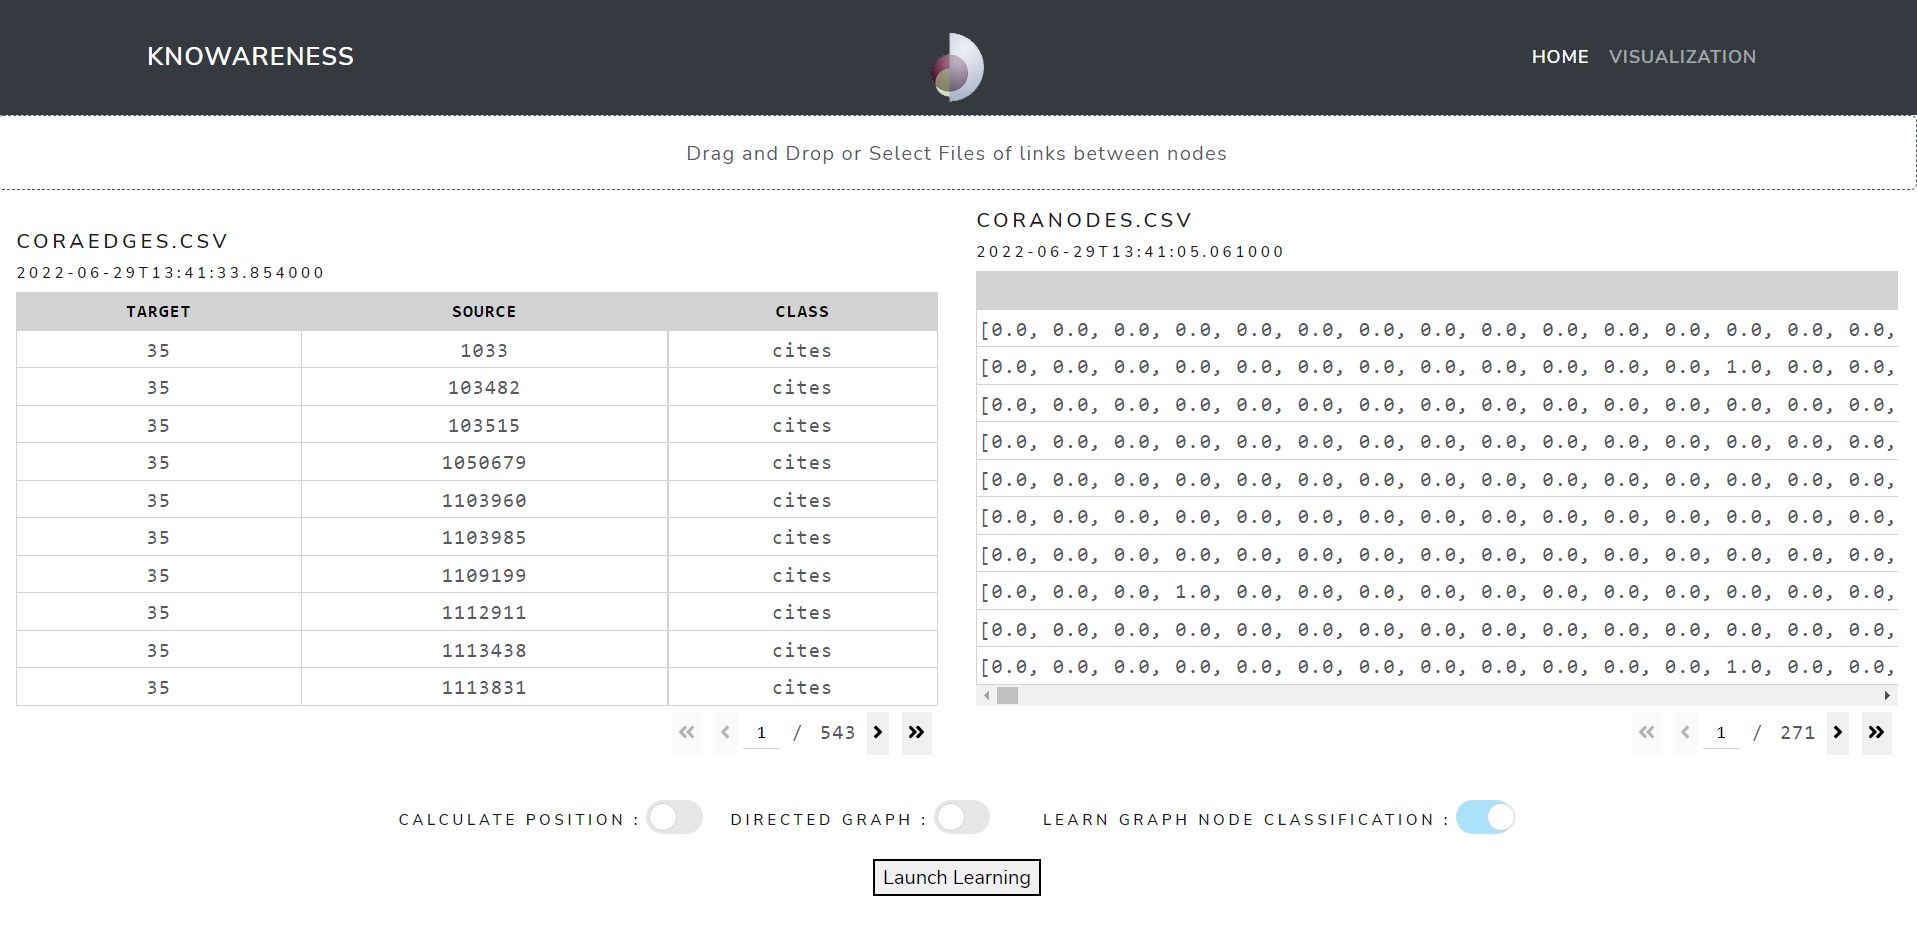 KNOWARENESS
HOME VISUALIZATION
Drag and Drop or Select Files of links between nodes
CORAEDGES.CSV
2022-06-29T13:41:33.854000
TARGET SOURCE CLASS
35 1033 cites
35 103482 cites
35 103515 cites
35 1050679 cites
35 1103960 cites
35 1103985 cites
35 1109199 cites
35 1112911 cites
35 1113438 cites
35 1113831 cites
1 / 543
CORANODES.CSV
2022-06-29T13:41:05.061000
[0.0, 0.0, 0.0, 0.0, 0.0, 0.0, 0.0, 0.0, 0.0, 0.0, 0.0, 0.0, 0.0, 0.0, 0.0,
[0.0, 0.0, 0.0, 0.0, 0.0, 0.0, 0.0, 0.0, 0.0, 0.0, 0.0, 0.0, 1.0, 0.0, 0.0,
[0.0, 0.0, 0.0, 0.0, 0.0, 0.0, 0.0, 0.0, 0.0, 0.0, 0.0, 0.0, 0.0, 0.0, 0.0,
[0.0, 0.0, 0.0, 0.0, 0.0, 0.0, 0.0, 0.0, 0.0, 0.0, 0.0, 0.0, 0.0, 0.0, 0.0,
[0.0, 0.0, 0.0, 0.0, 0.0, 0.0, 0.0, 0.0, 0.0, 0.0, 0.0, 0.0, 0.0, 0.0, 0.0,
[0.0, 0.0, 0.0, 0.0, 0.0, 0.0, 0.0, 0.0, 0.0, 0.0, 0.0, 0.0, 0.0, 0.0, 0.0,
[0.0, 0.0, 0.0, 0.0, 0.0, 0.0, 0.0, 0.0, 0.0, 0.0, 0.0, 0.0, 0.0, 0.0, 0.0,
[0.0, 0.0, 0.0, 1.0, 0.0, 0.0, 0.0, 0.0, 0.0, 0.0, 0.0, 0.0, 0.0, 0.0, 0.0,
[0.0, 0.0, 0.0, 0.0, 0.0, 0.0, 0.0, 0.0, 0.0, 0.0, 0.0, 0.0, 0.0, 0.0, 0.0,
[0.0, 0.0, 0.0, 0.0, 0.0, 0.0, 0.0, 0.0, 0.0, 0.0, 0.0, 0.0, 1.0, 0.0, 0.0,
1 / 271
CALCULATE POSITION : DIRECTED GRAPH : LEARN GRAPH NODE CLASSIFICATION :
Launch Learning